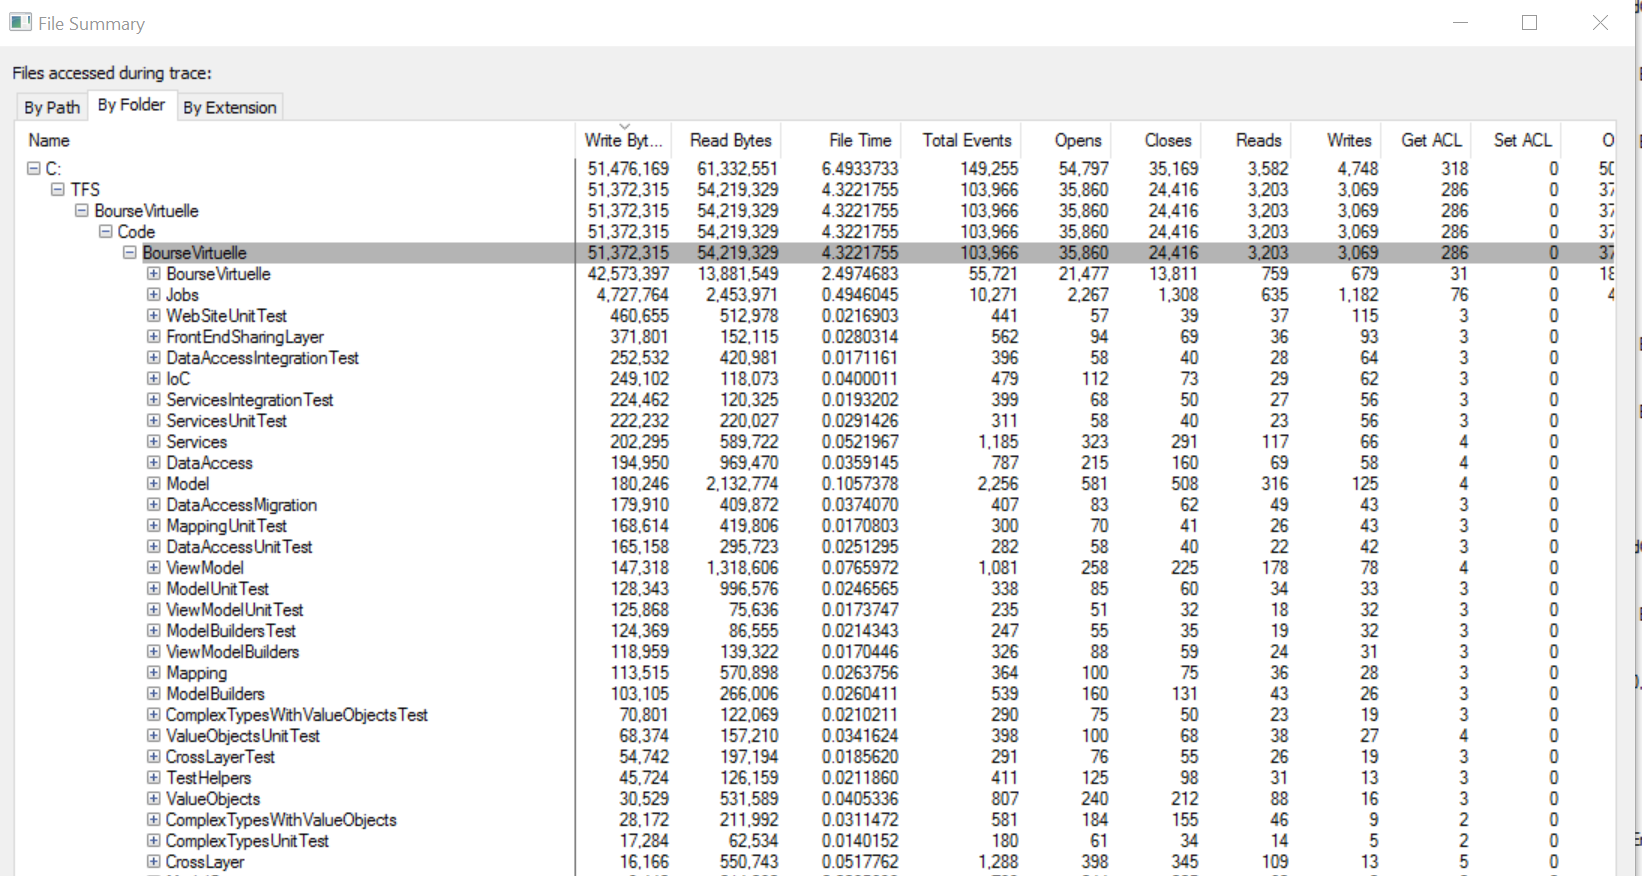 File Summary
Files accessed during trace:
By Path By Folder By Extension
Name Write Byt... Read Bytes File Time Total Events Opens Closes Reads Writes Get ACL Set ACL O
C: 51,476,169 61,332,551 6.4933733 149,255 54,797 35,169 3,582 4,748 318 0 50
TFS 51,372,315 54,219,329 4.3221755 103,966 35,860 24,416 3,203 3,069 286 0 37
BourseVirtuelle 51,372,315 54,219,329 4.3221755 103,966 35,860 24,416 3,203 3,069 286 0 37
Code 51,372,315 54,219,329 4.3221755 103,966 35,860 24,416 3,203 3,069 286 0 37
BourseVirtuelle 51,372,315 54,219,329 4.3221755 103,966 35,860 24,416 3,203 3,069 286 0 37
BourseVirtuelle 42,573,397 13,881,549 2.4974683 55,721 21,477 13,811 759 679 31 0 18
Jobs 4,727,764 2,453,971 0.4946045 10,271 2,267 1,308 635 1,182 76 0 4
WebSiteUnitTest 460,655 512,978 0.0216903 441 57 39 37 115 3 0
FrontEndSharingLayer 371,801 152,115 0.0280314 562 94 69 36 93 3 0
DataAccessIntegrationTest 252,532 420,981 0.0171161 396 58 40 28 64 3 0
IoC 249,102 118,073 0.0400011 479 112 73 29 62 3 0
ServicesIntegrationTest 224,462 120,325 0.0193202 399 68 50 27 56 3 0
ServicesUnitTest 222,232 220,027 0.0291426 311 58 40 23 56 3 0
Services 202,295 589,722 0.0521967 1,185 323 291 117 66 4 0
DataAccess 194,950 969,470 0.0359145 787 215 160 69 58 4 0
Model 180,246 2,132,774 0.1057378 2,256 581 508 316 125 4 0
DataAccessMigration 179,910 409,872 0.0374070 407 83 62 49 43 3 0
MappingUnitTest 168,614 419,806 0.0170803 300 70 41 26 43 3 0
DataAccessUnitTest 165,158 295,723 0.0251295 282 58 40 22 42 3 0
ViewModel 147,318 1,318,606 0.0765972 1,081 258 225 178 78 4 0
ModelUnitTest 128,343 996,576 0.0246565 338 85 60 34 33 3 0
ViewModelUnitTest 125,868 75,636 0.0173747 235 51 32 18 32 3 0
ModelBuildersTest 124,369 86,555 0.0214343 247 55 35 19 32 3 0
ViewModelBuilders 118,959 139,322 0.0170446 326 88 59 24 31 3 0
Mapping 113,515 570,898 0.0263756 364 100 75 36 28 3 0
ModelBuilders 103,105 266,006 0.0260411 539 160 131 43 26 3 0
ComplexTypesWithValueObjectsTest 70,801 122,069 0.0210211 290 75 50 23 19 3 0
ValueObjectsUnitTest 68,374 157,210 0.0341624 398 100 68 38 27 4 0
CrossLayerTest 54,742 197,194 0.0185620 291 76 55 26 19 3 0
TestHelpers 45,724 126,159 0.0211860 411 125 98 31 13 3 0
ValueObjects 30,529 531,589 0.0405336 807 240 212 88 16 3 0
ComplexTypesWithValueObjects 28,172 211,992 0.0311472 581 184 155 46 9 2 0
ComplexTypesUnitTest 17,284 62,534 0.0140152 180 61 34 14 5 2 0
CrossLayer 16,166 550,743 0.0517762 1,288 398 345 109 13 5 0